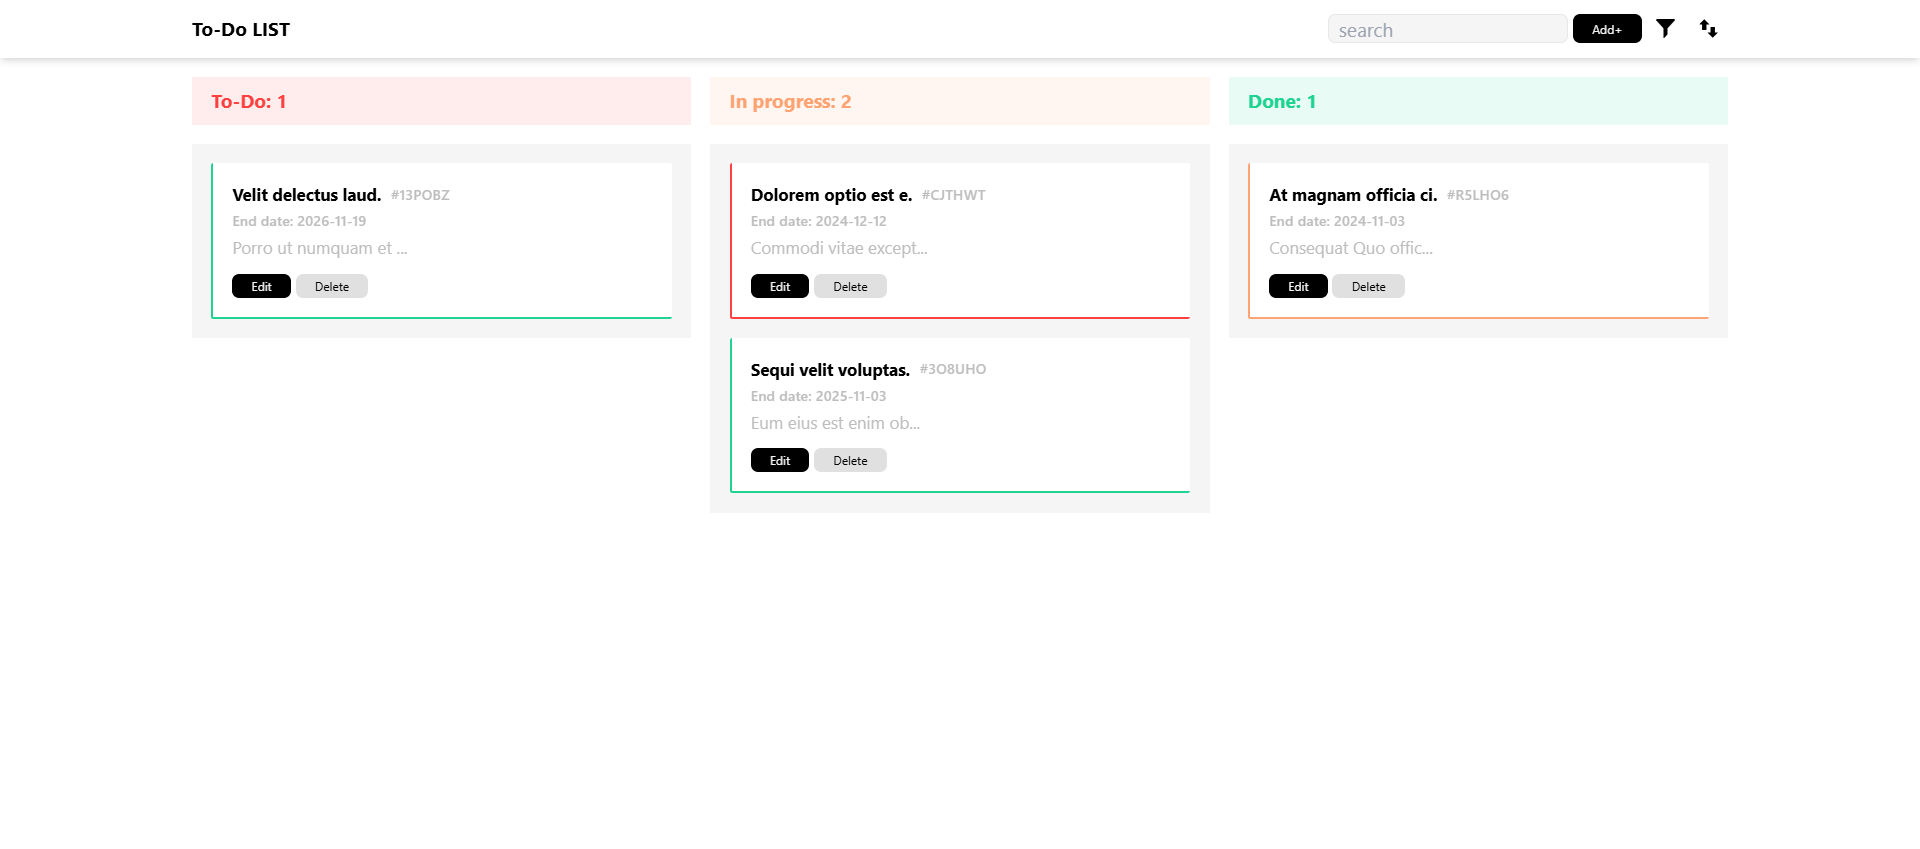 To-Do LIST
search
Add+
To-Do: 1
Velit delectus laud. #13POBZ
End date: 2026-11-19
Porro ut numquam et ...
Edit Delete
In progress: 2
Dolorem optio est e. #CJTHWT
End date: 2024-12-12
Commodi vitae except...
Edit Delete
Sequi velit voluptas. #3O8UHO
End date: 2025-11-03
Eum eius est enim ob...
Edit Delete
Done: 1
At magnam officia ci. #R5LHO6
End date: 2024-11-03
Consequat Quo offic...
Edit Delete